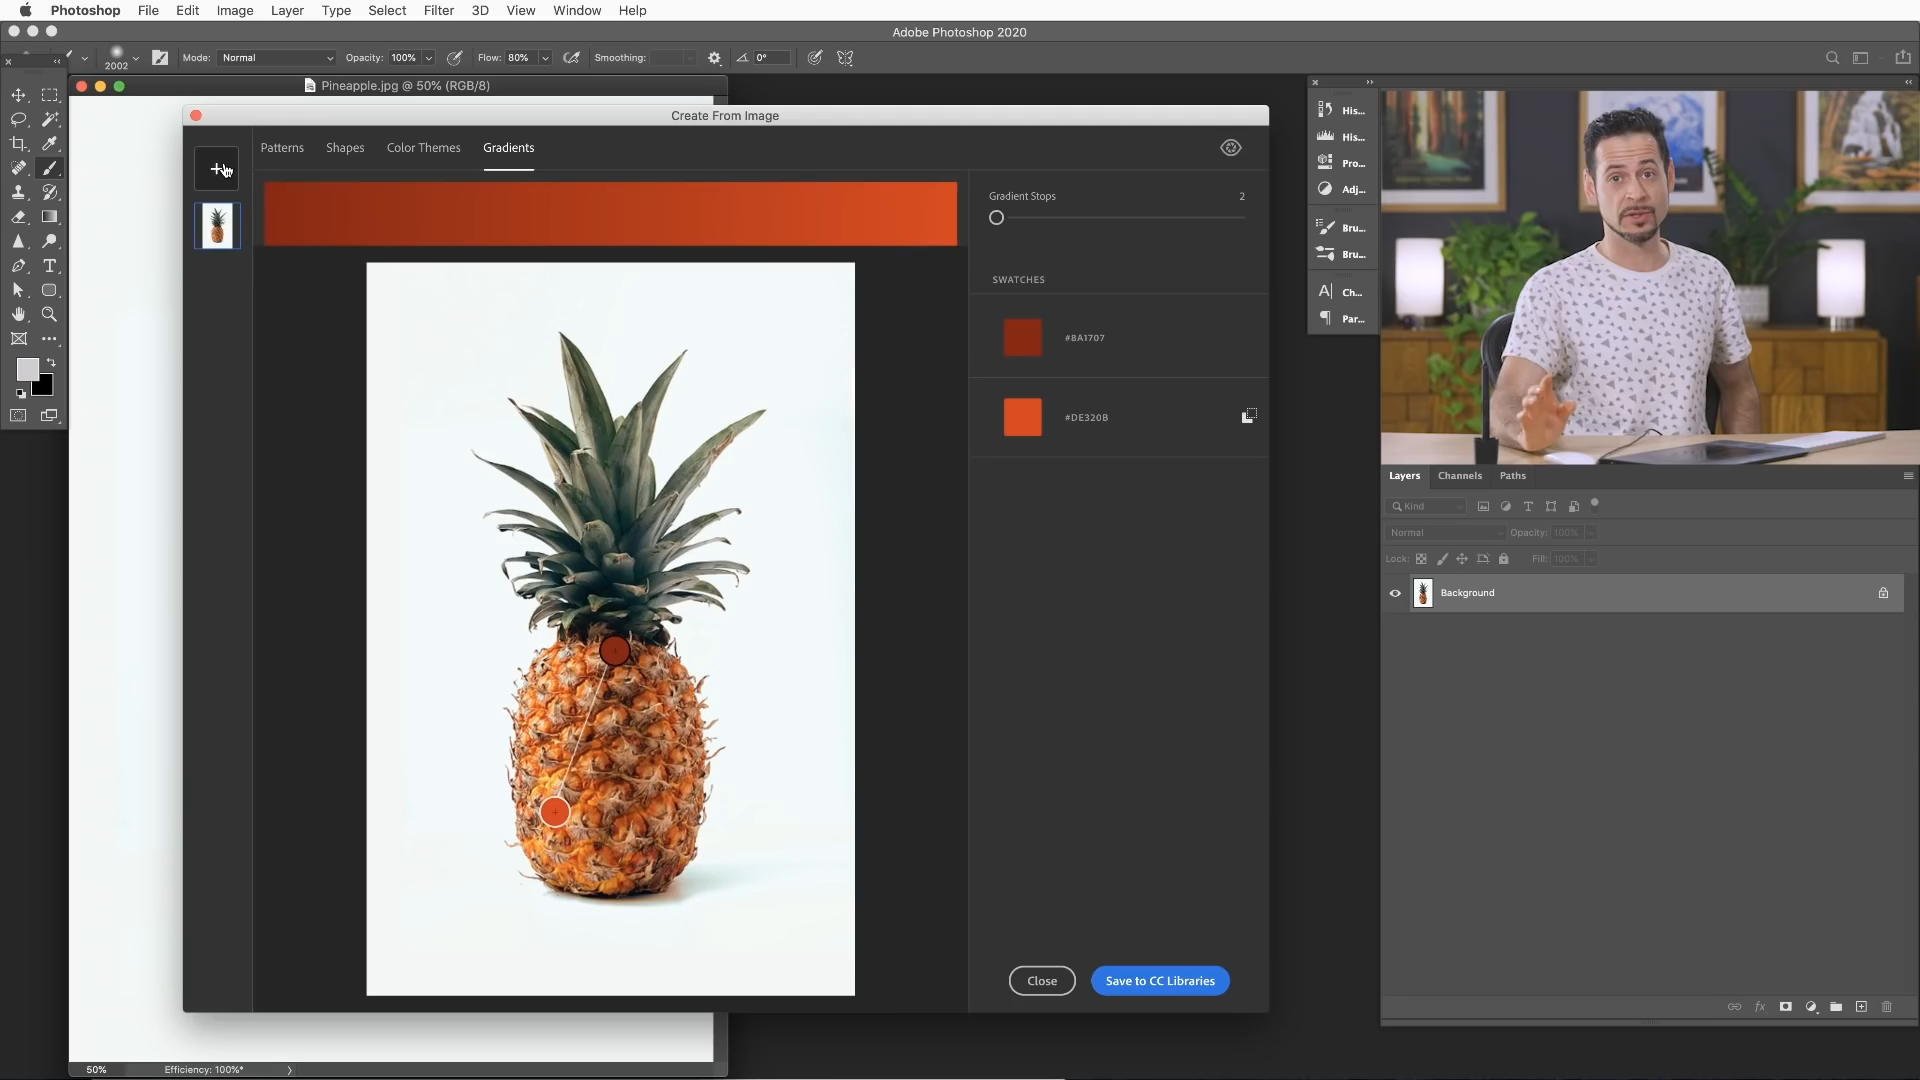 Photoshop File Edit Image Layer Type Select Filter 3D View Window Help
Adobe Photoshop 2020
2002 Mode: Normal Opacity: 100% Flow: 80% Smoothing: 0°
Pineapple.jpg @ 50% (RGB/8)
Create From Image
Patterns Shapes Color Themes Gradients
Gradient Stops 2
SWATCHES
#8A1707
#DE320B
Close Save to CC Libraries
His...
His...
Pro...
Adj...
Bru...
Bru...
Ch...
Par...
Layers Channels Paths
Kind
Normal Opacity: 100%
Lock: Fill: 100%
Background
fx
50% Efficiency: 100%*